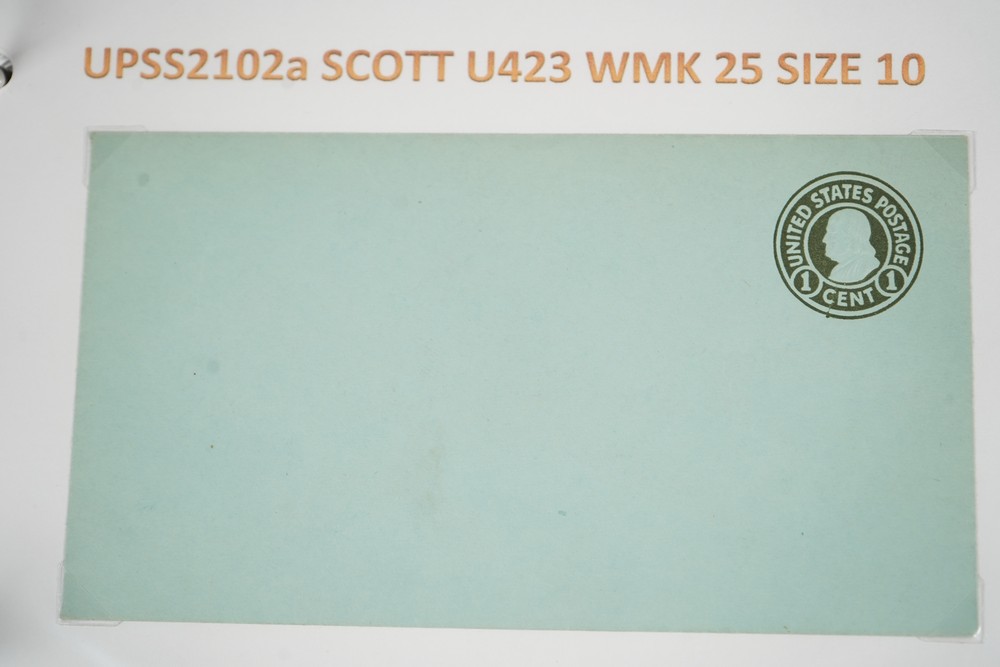 UPSS2102a SCOTT U423 WMK 25 SIZE 10
UNITED STATES POSTAGE
1 CENT 1